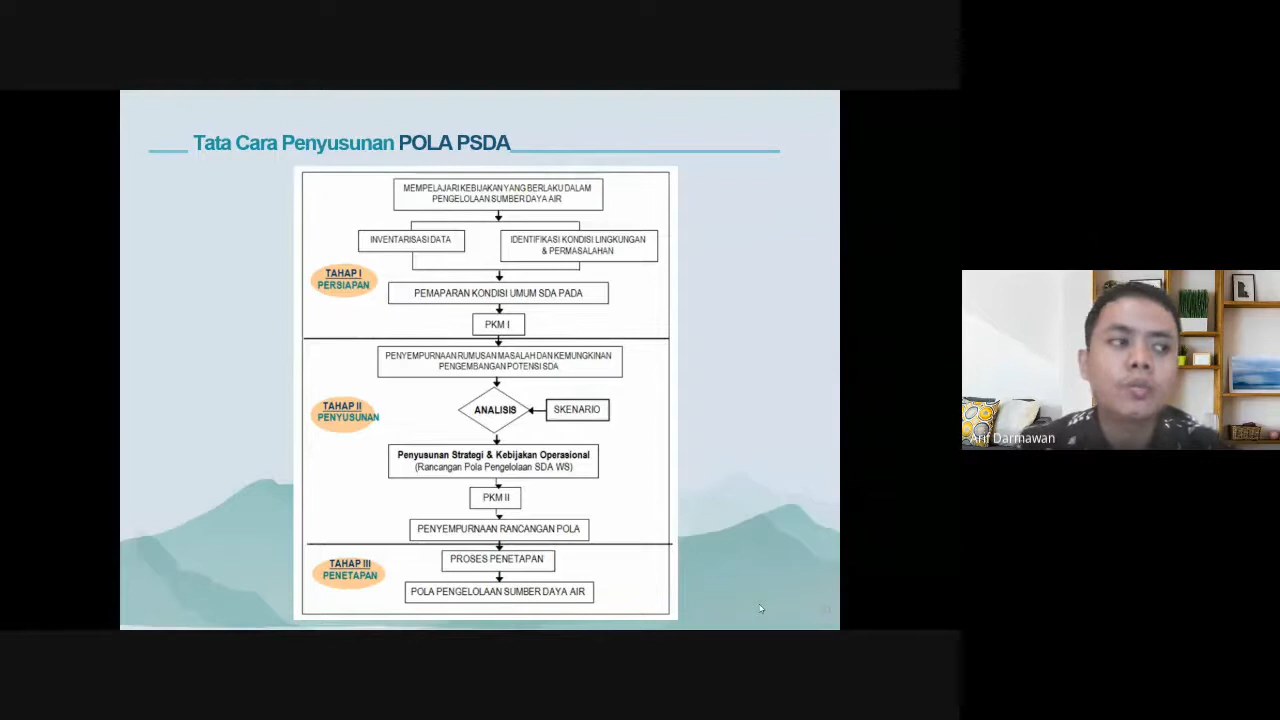 Tata Cara Penyusunan POLA PSDA
MEMPELAJARI KEBIJAKAN YANG BERLAKU DALAM
PENGELOLAAN SUMBER DAYA AIR
INVENTARISASI DATA
IDENTIFIKASI KONDISI LINGKUNGAN
& PERMASALAHAN
TAHAP I
PERSIAPAN
PEMAPARAN KONDISI UMUM SDA PADA
PKM I
PENYEMPURNAAN RUMUSAN MASALAH DAN KEMUNGKINAN
PENGEMBANGAN POTENSI SDA
TAHAP II
PENYUSUNAN
ANALISIS
SKENARIO
Penyusunan Strategi & Kebijakan Operasional
(Rancangan Pola Pengelolaan SDA WS)
PKM II
PENYEMPURNAAN RANCANGAN POLA
TAHAP III
PENETAPAN
PROSES PENETAPAN
POLA PENGELOLAAN SUMBER DAYA AIR
Arif Darmawan